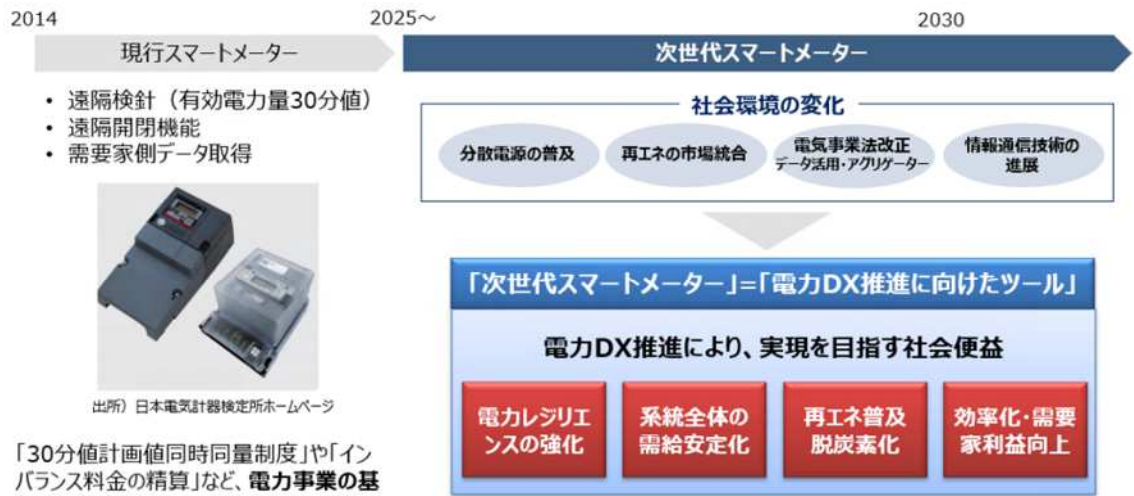 2014
2025～
2030
現行スマートメーター
次世代スマートメーター
• 遠隔検針（有効電力量30分値）
• 遠隔開閉機能
• 需要家側データ取得
出所）日本電気計器検定所ホームページ
「30分値計画値同時同量制度」や「イン
バランス料金の精算」など、電力事業の基
社会環境の変化
分散電源の普及
再エネの市場統合
電気事業法改正
データ活用・アグリゲーター
情報通信技術の
進展
「次世代スマートメーター」=「電力DX推進に向けたツール」
電力DX推進により、実現を目指す社会便益
電力レジリエ
ンスの強化
系統全体の
需給安定化
再エネ普及
脱炭素化
効率化・需要
家利益向上